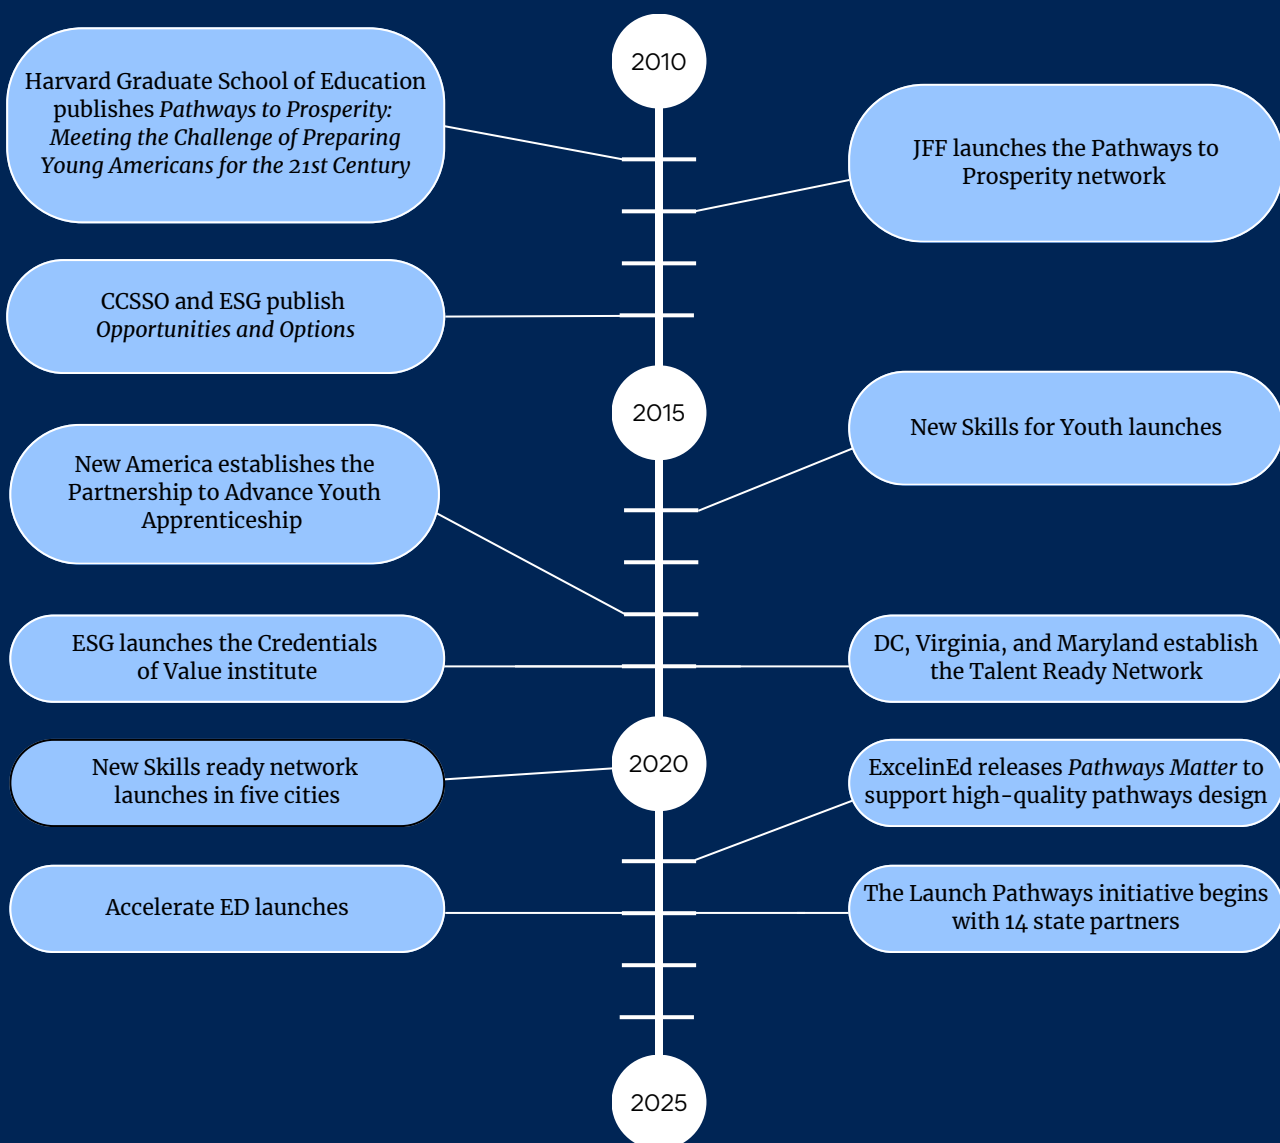 2010
Harvard Graduate School of Education
publishes Pathways to Prosperity:
Meeting the Challenge of Preparing
Young Americans for the 21st Century
JFF launches the Pathways to
Prosperity network
CCSSO and ESG publish
Opportunities and Options
2015
New Skills for Youth launches
New America establishes the
Partnership to Advance Youth
Apprenticeship
ESG launches the Credentials
of Value institute
DC, Virginia, and Maryland establish
the Talent Ready Network
2020
New Skills ready network
launches in five cities
ExcelinEd releases Pathways Matter to
support high-quality pathways design
Accelerate ED launches
The Launch Pathways initiative begins
with 14 state partners
2025